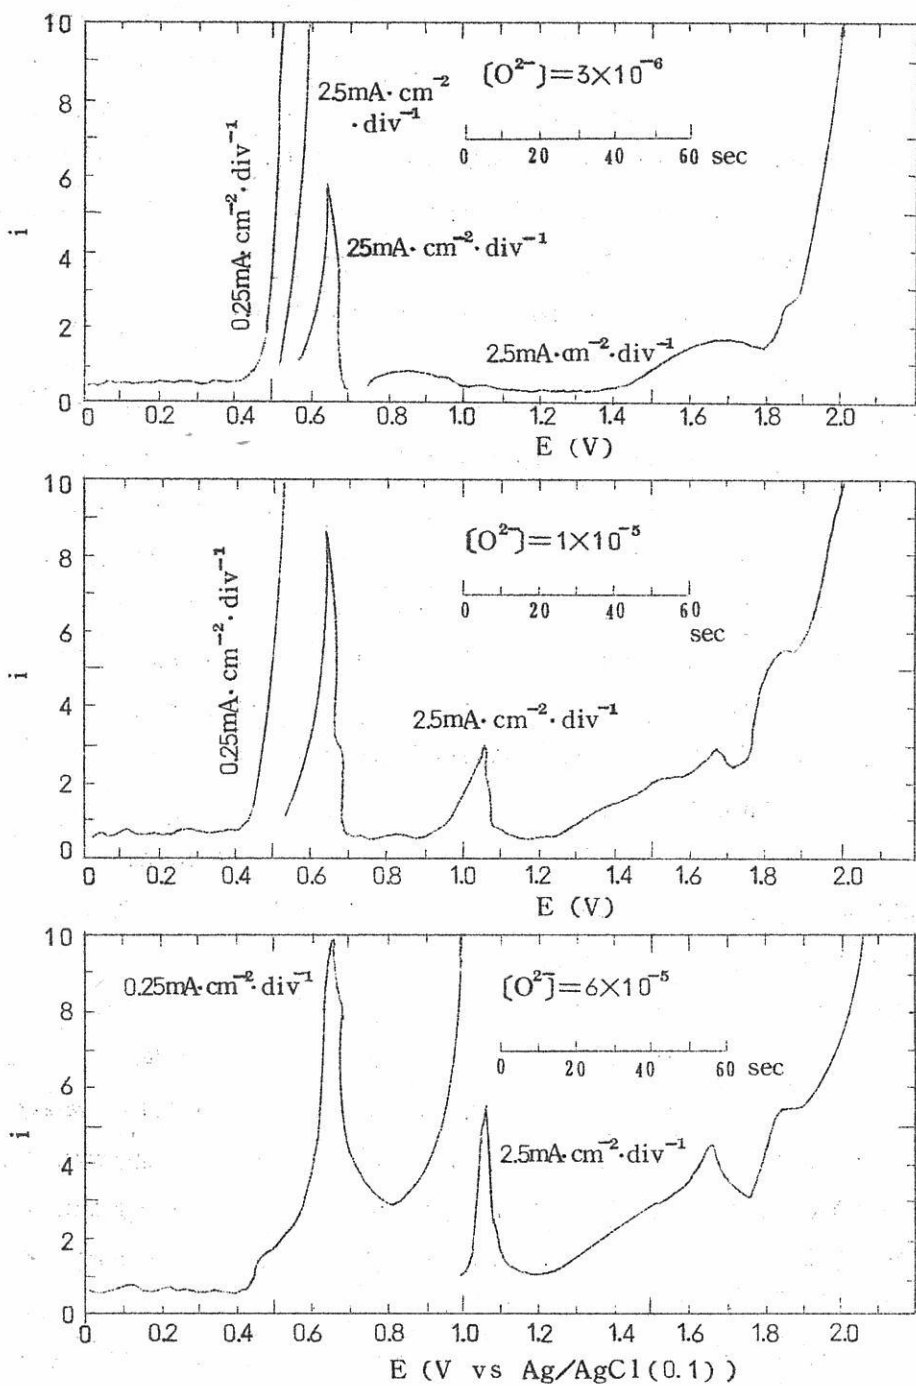 10
8
6
4
2
0
i
0.25mA·cm⁻²·div⁻¹
2.5mA·cm⁻²
·div⁻¹
25mA·cm⁻²·div⁻¹
[O²⁻]=3×10⁻⁶
0 20 40 60 sec
2.5mA·cm⁻²·div⁻¹
0 0.2 0.4 0.6 0.8 1.0 1.2 1.4 1.6 1.8 2.0
E (V)
10
8
6
4
2
0
i
0.25mA·cm⁻²·div⁻¹
[O²⁻]=1×10⁻⁵
0 20 40 60
sec
2.5mA·cm⁻²·div⁻¹
0 0.2 0.4 0.6 0.8 1.0 1.2 1.4 1.6 1.8 2.0
E (V)
10
8
6
4
2
0
i
0.25mA·cm⁻²·div⁻¹
[O²⁻]=6×10⁻⁵
0 20 40 60 sec
2.5mA·cm⁻²·div⁻¹
0 0.2 0.4 0.6 0.8 1.0 1.2 1.4 1.6 1.8 2.0
E (V vs Ag/AgCl(0.1))